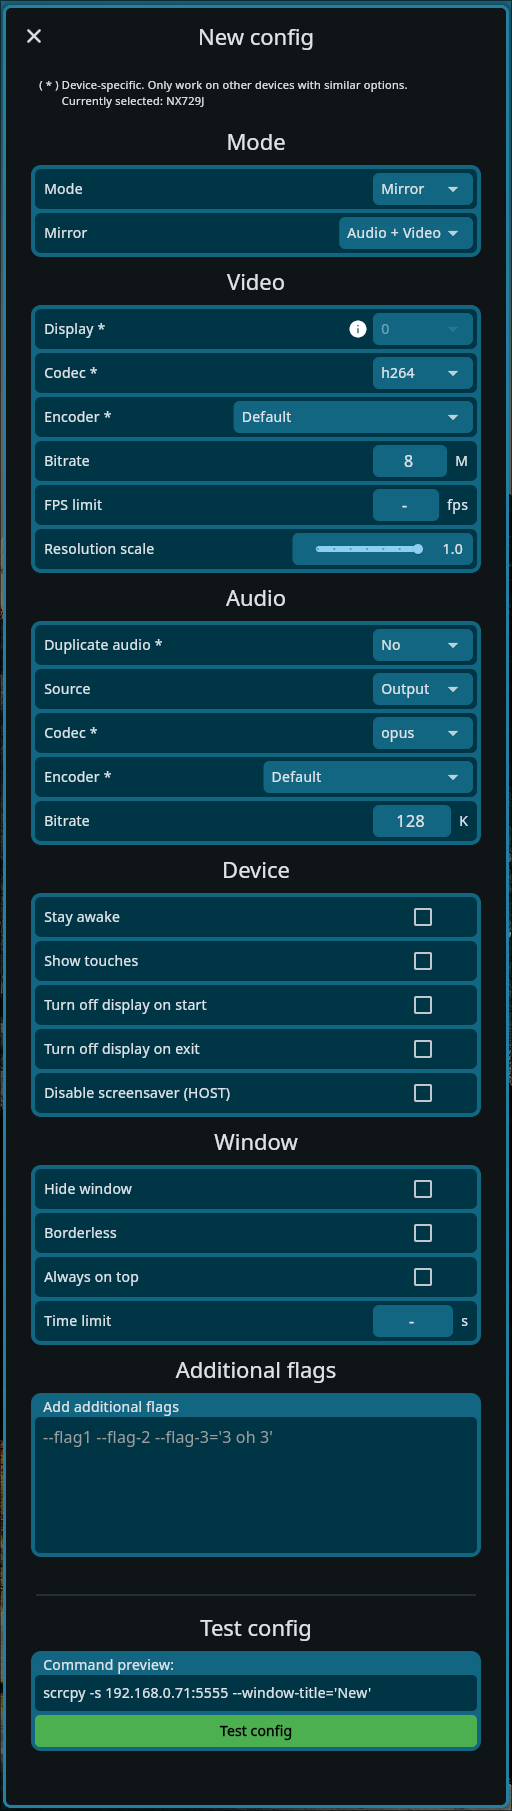 New config
( * ) Device-specific. Only work on other devices with similar options.
Currently selected: NX729J
Mode
Mode Mirror
Mirror Audio + Video
Video
Display * 0
Codec * h264
Encoder * Default
Bitrate 8 M
FPS limit - fps
Resolution scale 1.0
Audio
Duplicate audio * No
Source Output
Codec * opus
Encoder * Default
Bitrate 128 K
Device
Stay awake
Show touches
Turn off display on start
Turn off display on exit
Disable screensaver (HOST)
Window
Hide window
Borderless
Always on top
Time limit - s
Additional flags
Add additional flags
--flag1 --flag-2 --flag-3='3 oh 3'
Test config
Command preview:
scrcpy -s 192.168.0.71:5555 --window-title='New'
Test config